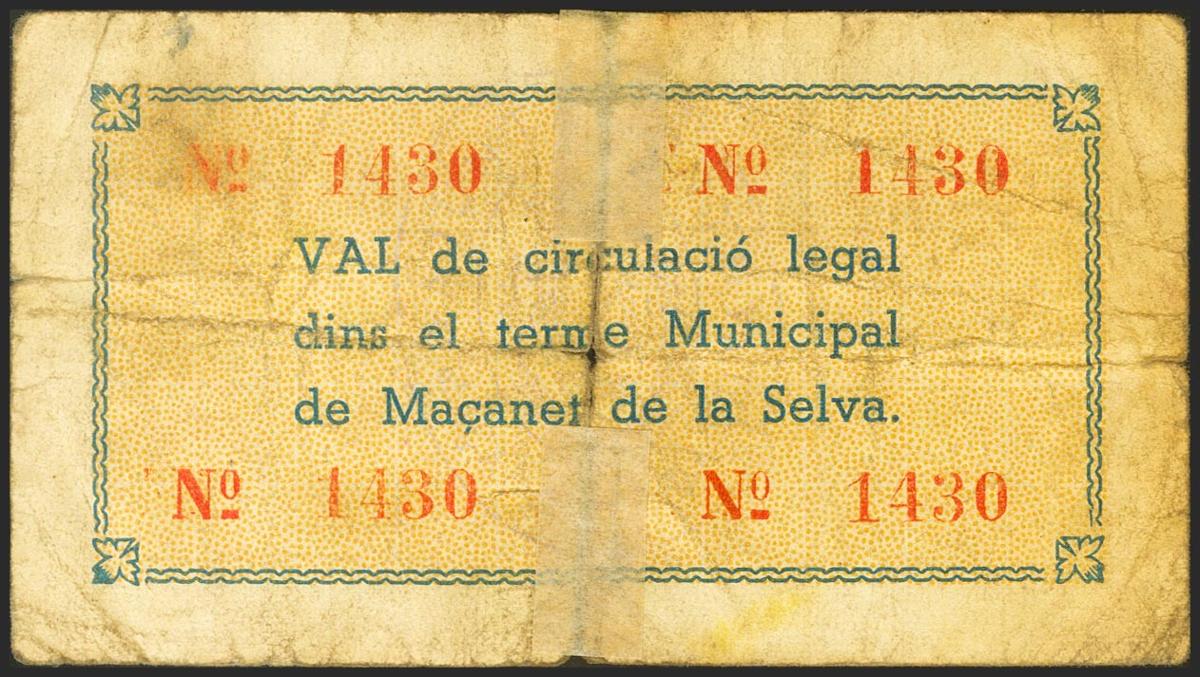 Nº 1430 Nº 1430
VAL de circulació legal
dins el terme Municipal
de Maçanet de la Selva.
Nº 1430 Nº 1430